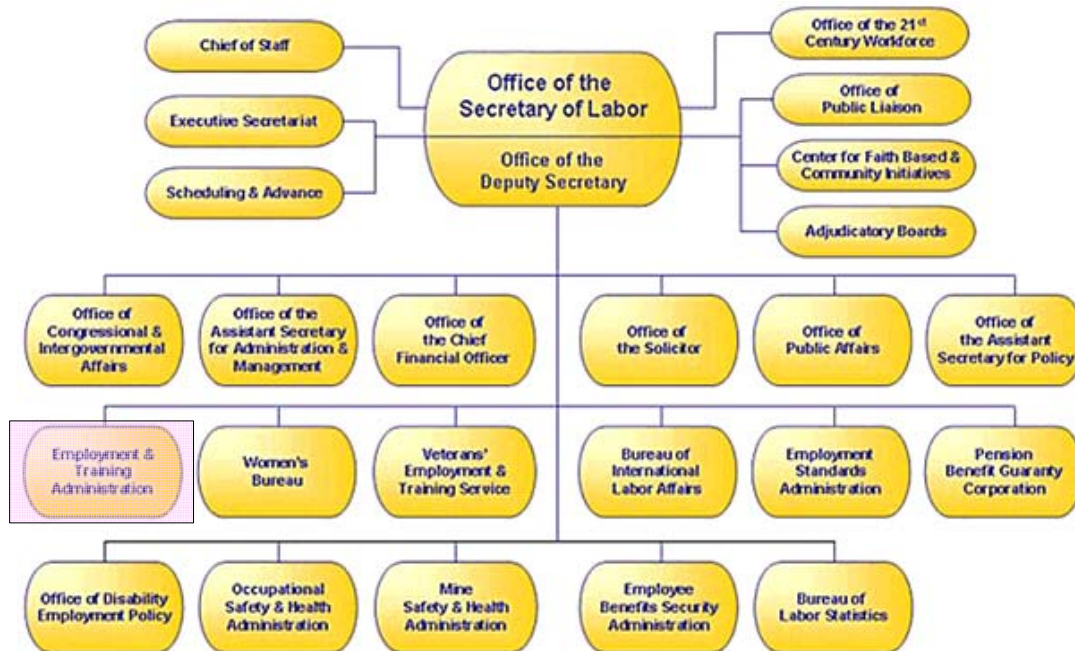 Chief of Staff
Executive Secretariat
Scheduling & Advance
Office of the
Secretary of Labor
Office of the
Deputy Secretary
Office of the 21st
Century Workforce
Office of
Public Liaison
Center for Faith Based &
Community Initiatives
Adjudicatory Boards
Office of
Congressional &
Intergovernmental
Affairs
Office of the
Assistant Secretary
for Administration &
Management
Office of
the Chief
Financial Officer
Office of
the Solicitor
Office of
Public Affairs
Office of
the Assistant
Secretary for Policy
Employment &
Training
Administration
Women's
Bureau
Veterans'
Employment &
Training Service
Bureau of
International
Labor Affairs
Employment
Standards
Administration
Pension
Benefit Guaranty
Corporation
Office of Disability
Employment Policy
Occupational
Safety & Health
Administration
Mine
Safety & Health
Administration
Employee
Benefits Security
Administration
Bureau of
Labor Statistics